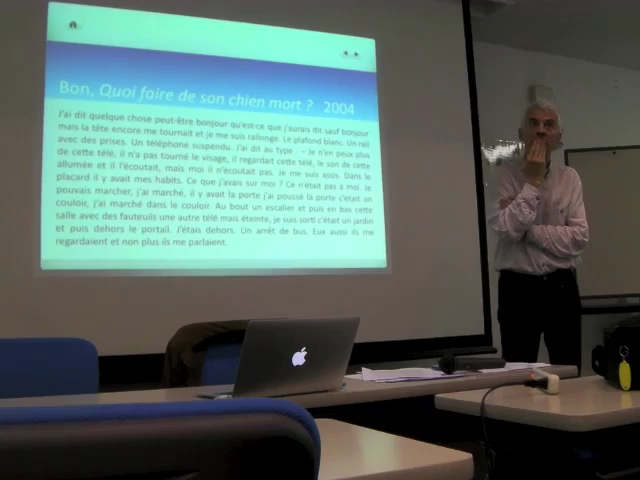 Bon, Quoi faire de son chien mort ? 2004
J'ai dit quelque chose peut-être bonjour qu'est-ce que j'aurais dit sauf bonjour
mais la tête encore me tournait et je me suis rallongé. Le plafond blanc. Un rail
avec des prises. Un téléphone suspendu. J'ai dit au type : – Je n'en peux plus
de cette télé, il n'a pas tourné le visage, il regardait cette télé, le son de cette
allumée et il l'écoutait, mais moi il n'écoutait pas. Je me suis assis. Dans le
placard il y avait mes habits. Ce que j'avais sur moi ? Ce n'était pas à moi. Je
pouvais marcher, j'ai marché, il y avait la porte j'ai poussé la porte c'était un
couloir, j'ai marché dans le couloir. Au bout un escalier et puis en bas cette
salle avec des fauteuils une autre télé mais éteinte, je suis sorti c'était un jardin
et puis dehors le portail. J'étais dehors. Un arrêt de bus. Eux aussi ils me
regardaient et non plus ils me parlaient.